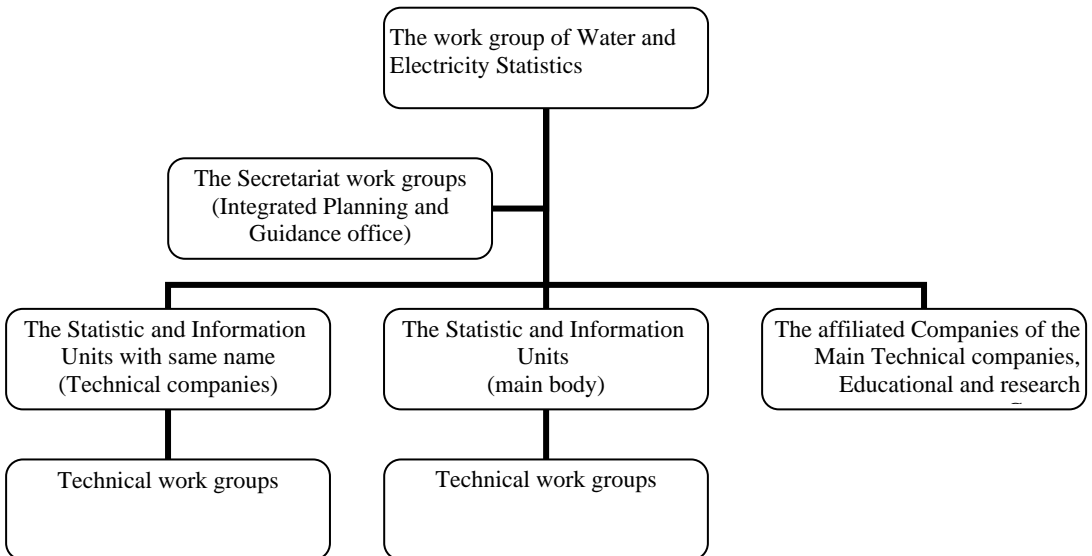 The work group of Water and
Electricity Statistics
The Secretariat work groups
(Integrated Planning and
Guidance office)
The Statistic and Information
Units with same name
(Technical companies)
The Statistic and Information
Units
(main body)
The affiliated Companies of the
Main Technical companies,
Educational and research
Technical work groups
Technical work groups